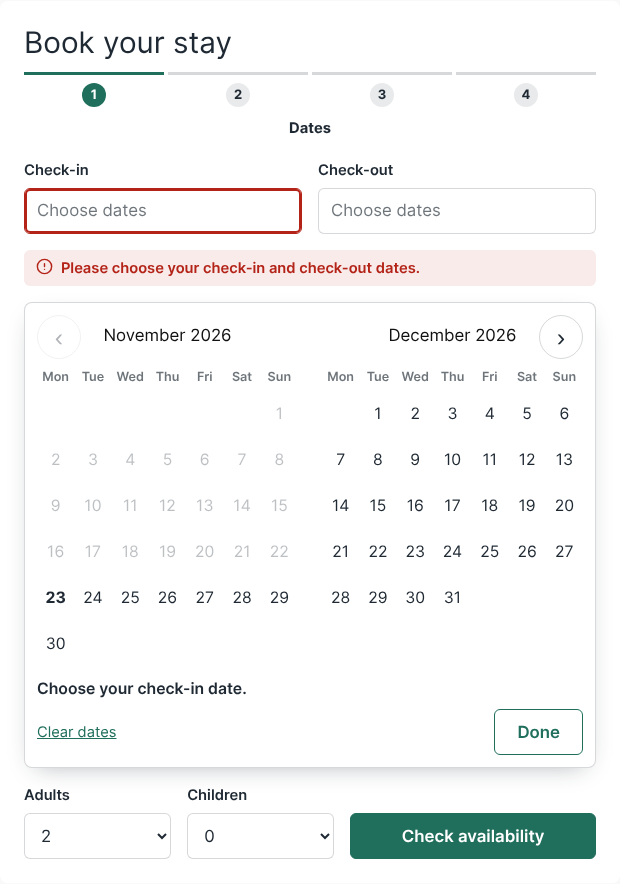 Book your stay
1 2 3 4
Dates
Check-in Check-out
Choose dates Choose dates
Please choose your check-in and check-out dates.
November 2026 December 2026
Mon Tue Wed Thu Fri Sat Sun Mon Tue Wed Thu Fri Sat Sun
1 1 2 3 4 5 6
2 3 4 5 6 7 8 7 8 9 10 11 12 13
9 10 11 12 13 14 15 14 15 16 17 18 19 20
16 17 18 19 20 21 22 21 22 23 24 25 26 27
23 24 25 26 27 28 29 28 29 30 31
30
Choose your check-in date.
Clear dates Done
Adults Children
2 0 Check availability